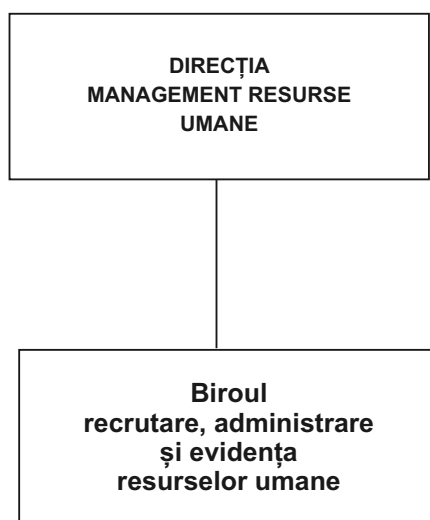 DIRECȚIA
MANAGEMENT RESURSE
UMANE
Biroul
recrutare, administrare
și evidența
resurselor umane